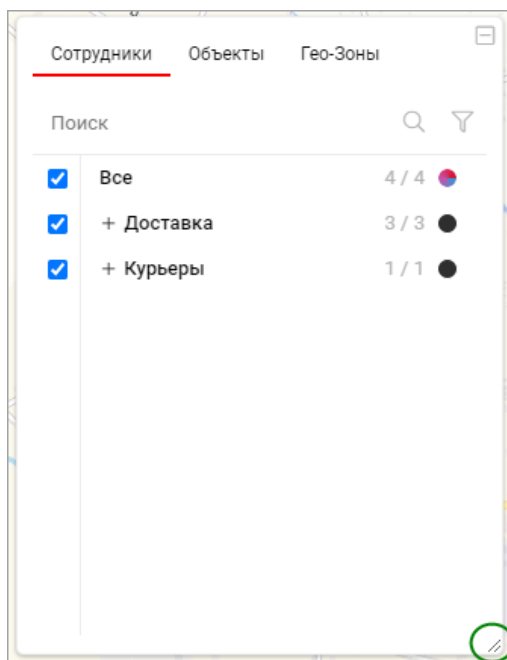 Сотрудники Объекты Гео-Зоны
Поиск
Все 4 / 4
+ Доставка 3 / 3
+ Курьеры 1 / 1